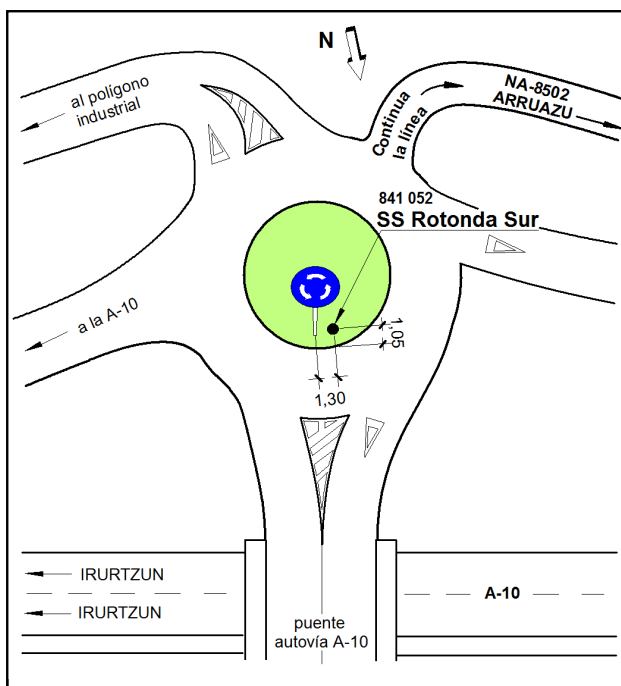 N
al polígono
industrial
Continua
la línea
NA-8502
ARRUAZU
841 052
SS Rotonda Sur
a la A-10
1,05
1,30
IRURTZUN
IRURTZUN
A-10
puente
autovía A-10